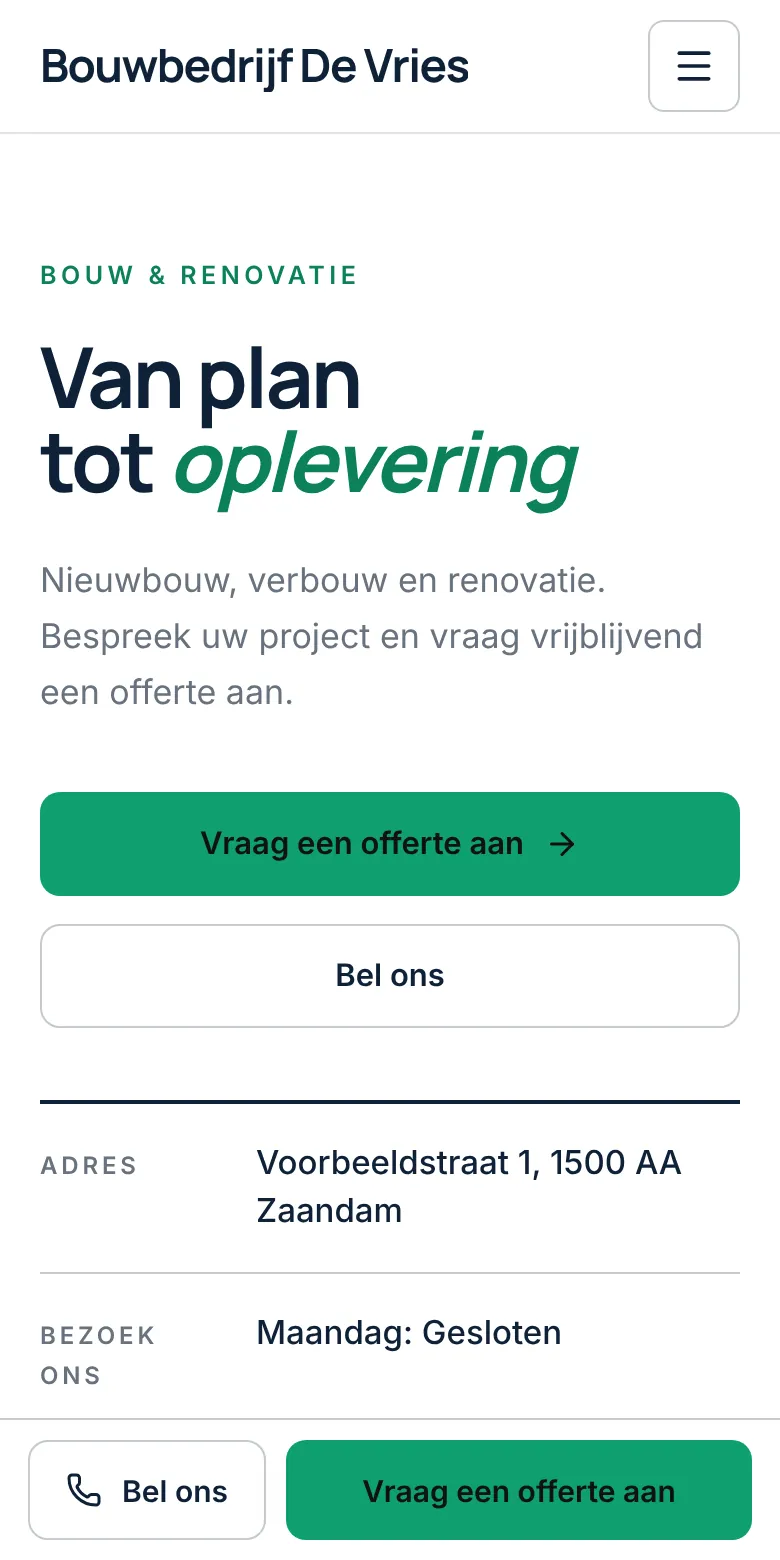 Bouwbedrijf De Vries
BOUW & RENOVATIE
Van plan
tot oplevering
Nieuwbouw, verbouw en renovatie.
Bespreek uw project en vraag vrijblijvend
een offerte aan.
Vraag een offerte aan →
Bel ons
ADRES
Voorbeeldstraat 1, 1500 AA
Zaandam
BEZOEK
ONS
Maandag: Gesloten
Bel ons
Vraag een offerte aan